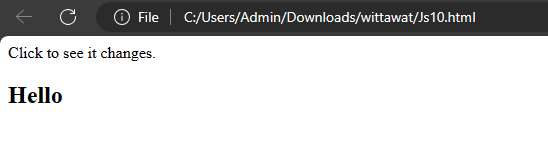 File C:/Users/Admin/Downloads/wittawat/Js10.html
Click to see it changes.
Hello